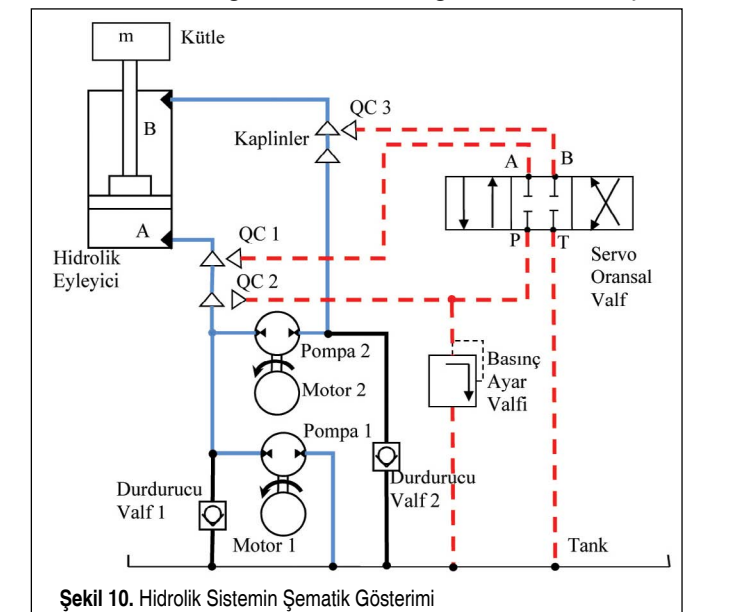 m
Kütle
QC 3
B
Kaplinler
A
B
A
QC 1
P
T
Hidrolik
Eyleyici
Servo
Oransal
Valf
QC 2
Pompa 2
Basınç
Ayar
Valfi
Motor 2
Pompa 1
Durdurucu
Valf 1
Durdurucu
Valf 2
Motor 1
Tank
Şekil 10. Hidrolik Sistemin Şematik Gösterimi